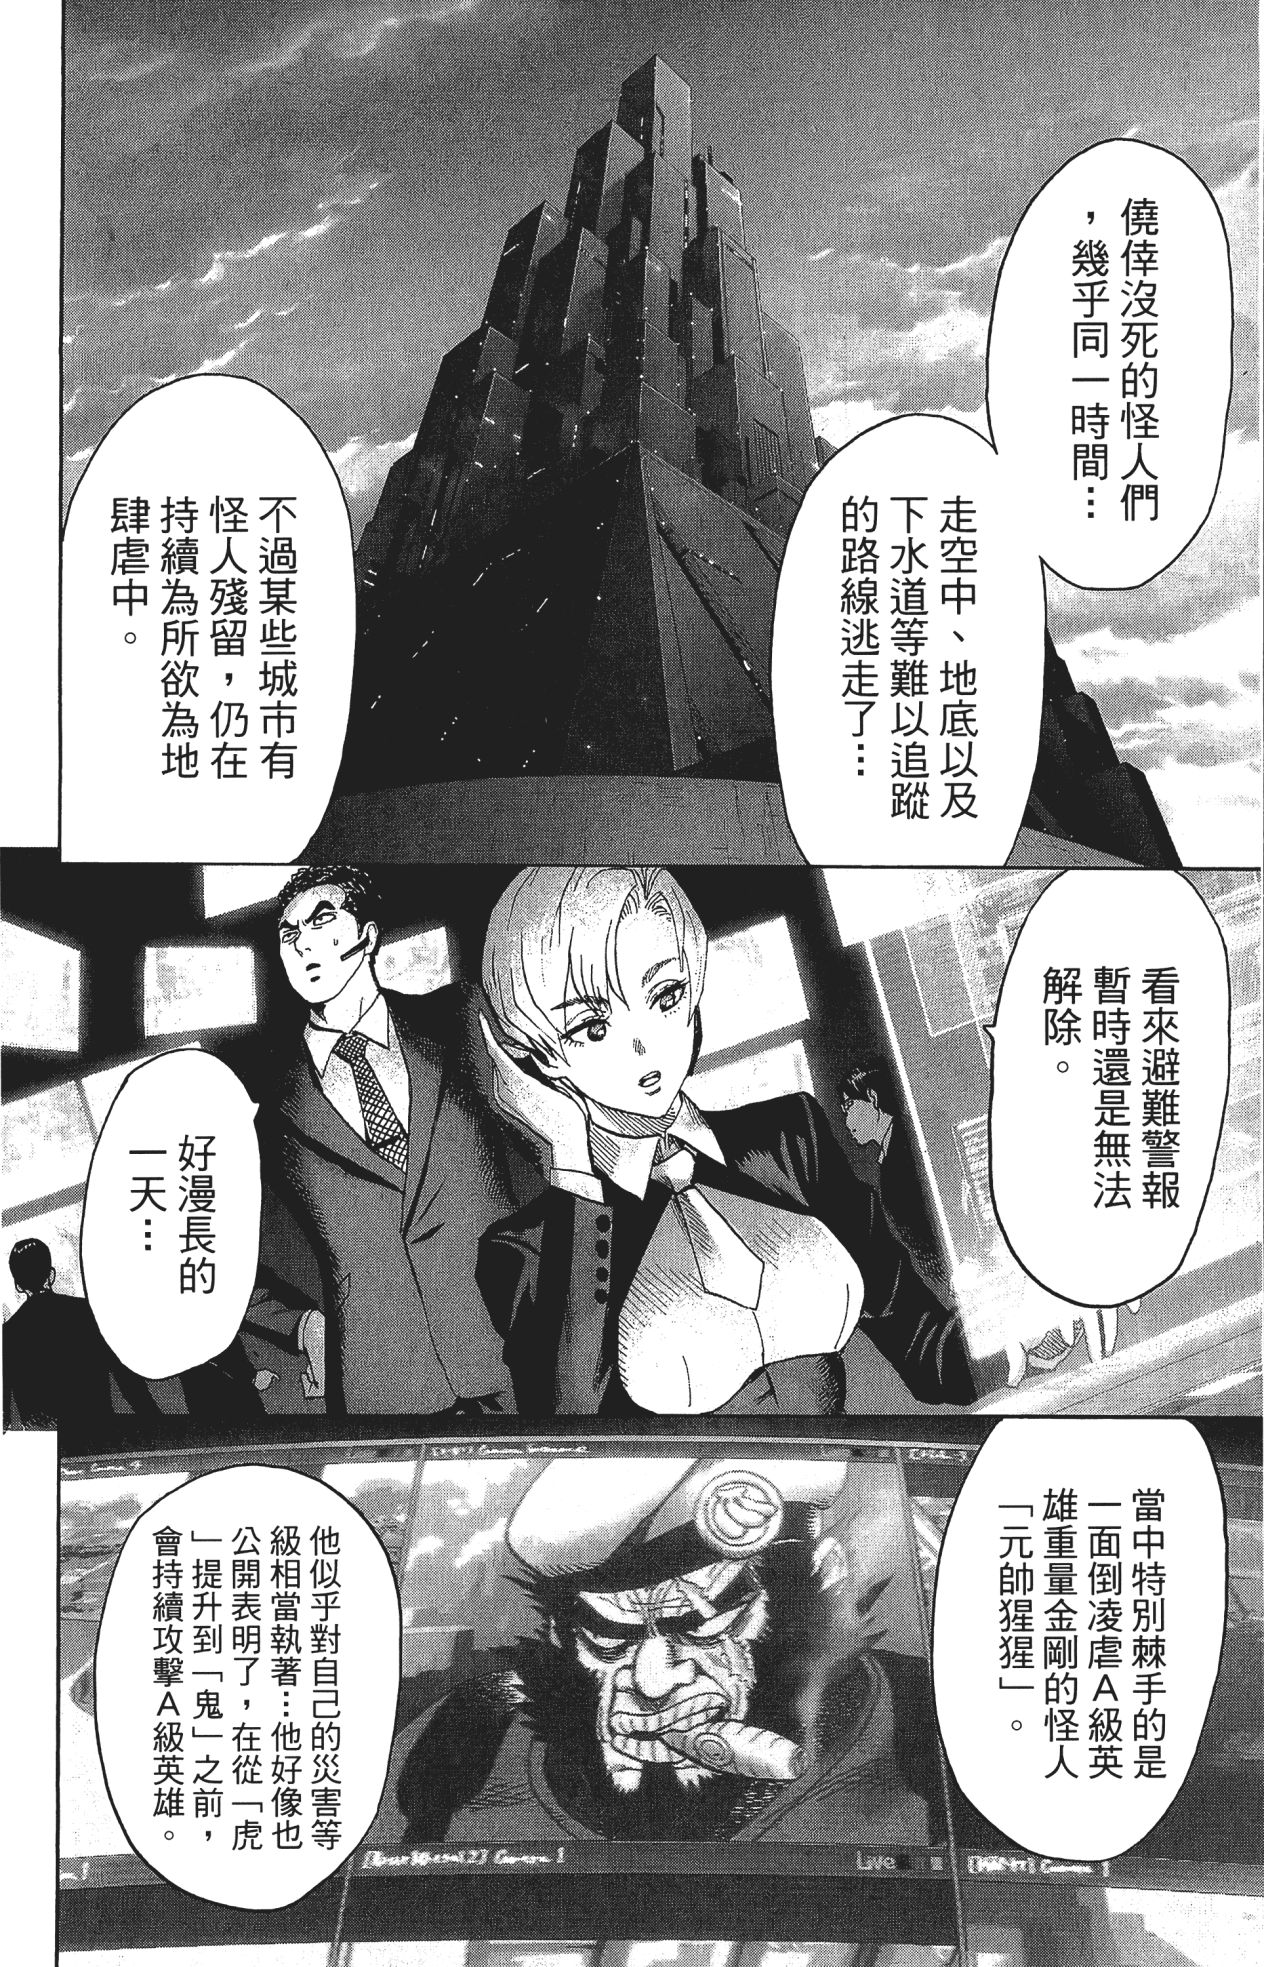 僥倖沒死的怪人們
，幾乎同一時間…
走空中、地底以及
下水道等難以追蹤
的路線逃走了…
不過某些城市有
怪人殘留，仍在
持續為所欲為地
肆虐中。
看來避難警報
暫時還是無法
解除。
好漫長的
一天…
當中特別棘手的是
一面倒凌虐Ａ級英
雄重量金剛的怪人
「元帥猩猩」。
他似乎對自己的災害等
級相當執著…他好像也
公開表明了，在從「虎
」提升到「鬼」之前，
會持續攻擊Ａ級英雄。
Camera 1
Live
Camera 1